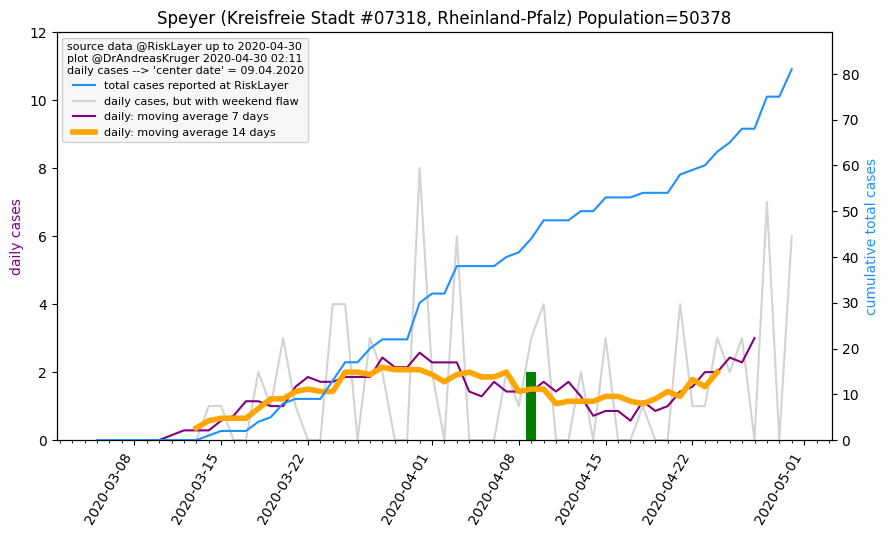 Speyer (Kreisfreie Stadt #07318, Rheinland-Pfalz) Population=50378
source data @RiskLayer up to 2020-04-30
plot @DrAndreasKruger 2020-04-30 02:11
daily cases --> 'center date' = 09.04.2020
total cases reported at RiskLayer
daily cases, but with weekend flaw
daily: moving average 7 days
daily: moving average 14 days
daily cases
12
10
8
6
4
2
0
80
70
60
50
40
30
20
10
0
cumulative total cases
2020-03-08
2020-03-15
2020-03-22
2020-04-01
2020-04-08
2020-04-15
2020-04-22
2020-05-01